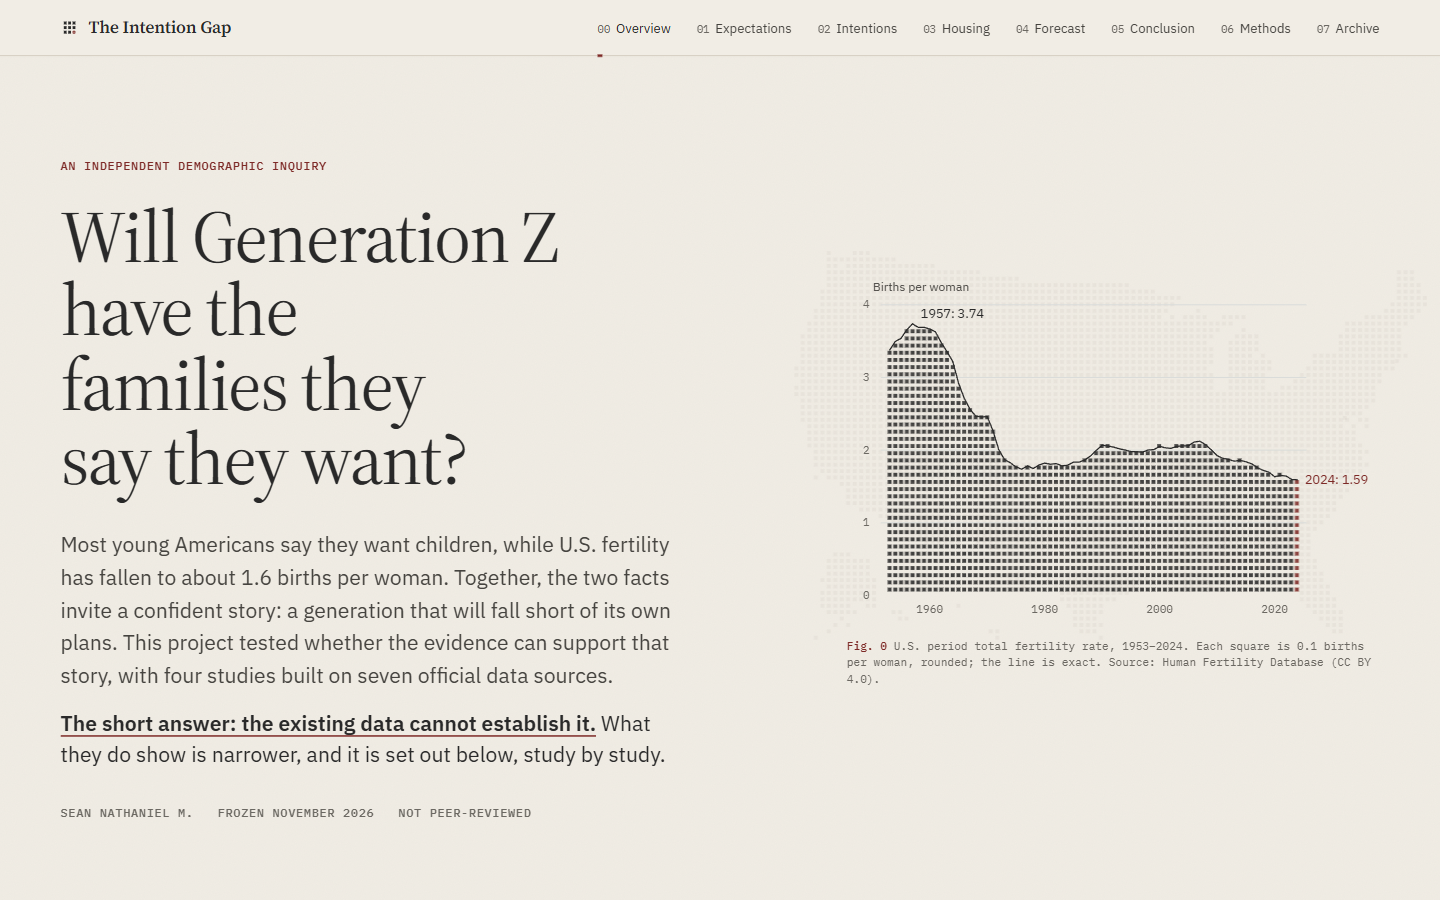 The Intention Gap
00 Overview 01 Expectations 02 Intentions 03 Housing 04 Forecast 05 Conclusion 06 Methods 07 Archive
AN INDEPENDENT DEMOGRAPHIC INQUIRY
Will Generation Z
have the
families they
say they want?
Most young Americans say they want children, while U.S. fertility
has fallen to about 1.6 births per woman. Together, the two facts
invite a confident story: a generation that will fall short of its own
plans. This project tested whether the evidence can support that
story, with four studies built on seven official data sources.
The short answer: the existing data cannot establish it. What
they do show is narrower, and it is set out below, study by study.
SEAN NATHANIEL M. FROZEN NOVEMBER 2026 NOT PEER-REVIEWED
Births per woman
4
1957: 3.74
3
2
2024: 1.59
1
0
1960 1980 2000 2020
Fig. 0 U.S. period total fertility rate, 1953–2024. Each square is 0.1 births
per woman, rounded; the line is exact. Source: Human Fertility Database (CC BY
4.0).